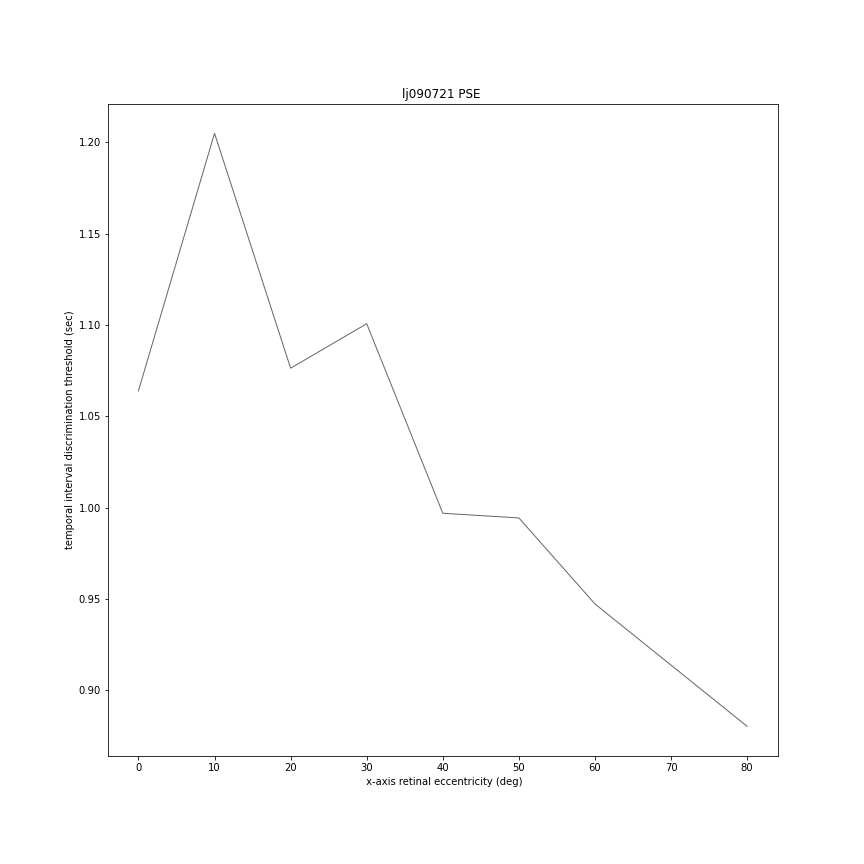 lj090721 PSE
1.20
1.15
1.10
1.05
1.00
0.95
0.90
temporal interval discrimination threshold (sec)
0 10 20 30 40 50 60 70 80
x-axis retinal eccentricity (deg)